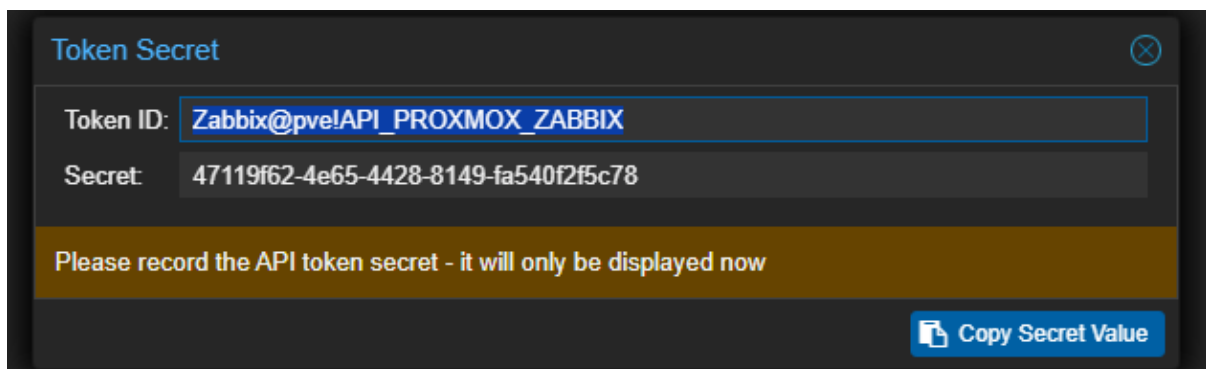 Token Secret
Token ID: Zabbix@pve!API_PROXMOX_ZABBIX
Secret: 47119f62-4e65-4428-8149-fa540f2f5c78
Please record the API token secret - it will only be displayed now
Copy Secret Value